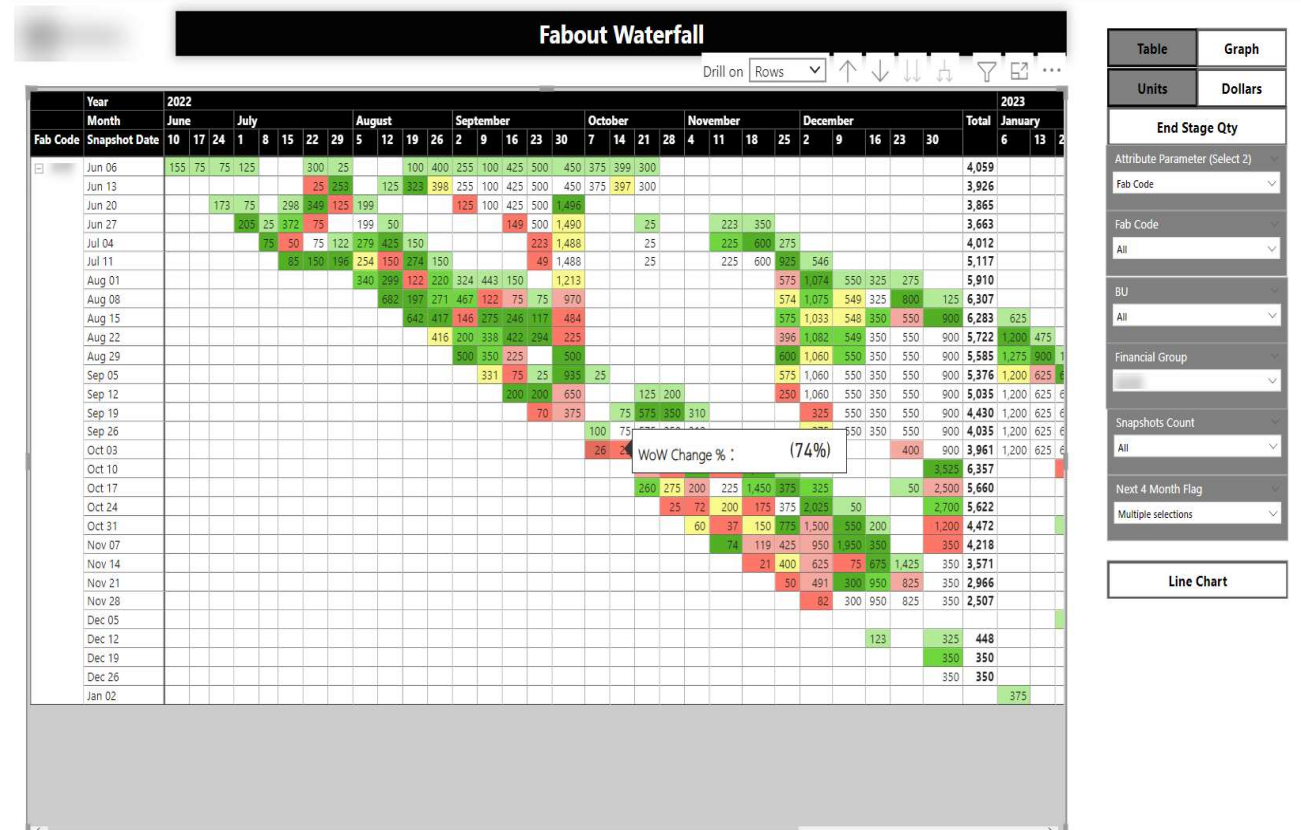 Fabout Waterfall
Drill on Rows
Table Graph
Units Dollars
End Stage Qty
Attribute Parameter (Select 2)
Fab Code
Fab Code
All
BU
All
Financial Group
Snapshots Count
All
Next 4 Month Flag
Multiple selections
Line Chart
Year 2022 2023
Month June July August September October November December Total January
Fab Code Snapshot Date 10 17 24 1 8 15 22 29 5 12 19 26 2 9 16 23 30 7 14 21 28 4 11 18 25 2 9 16 23 30 6 13
Jun 06 155 75 75 125 300 25 100 400 255 100 425 500 450 375 399 300 4,059
Jun 13 25 253 125 323 398 255 100 425 500 450 375 397 300 3,926
Jun 20 173 75 298 349 125 199 125 100 425 500 1,496 3,865
Jun 27 205 25 372 75 199 50 149 500 1,490 25 223 350 3,663
Jul 04 75 50 75 122 279 425 150 223 1,488 25 225 600 275 4,012
Jul 11 85 150 196 254 150 274 150 49 1,488 25 225 600 925 546 5,117
Aug 01 340 299 122 220 324 443 150 1,213 575 1,074 550 325 275 5,910
Aug 08 682 197 271 467 122 75 75 970 574 1,075 549 325 800 125 6,307
Aug 15 642 417 146 275 246 117 484 575 1,033 548 350 550 900 6,283 625
Aug 22 416 200 338 422 294 225 396 1,082 549 350 550 900 5,722 1,200 475
Aug 29 500 350 225 500 600 1,060 550 350 550 900 5,585 1,275 900
Sep 05 331 75 25 935 25 575 1,060 550 350 550 900 5,376 1,200 625
Sep 12 200 200 650 125 200 250 1,060 550 350 550 900 5,035 1,200 625
Sep 19 70 375 75 575 350 310 325 550 350 550 900 4,430 1,200 625
Sep 26 100 75 550 350 550 900 4,035 1,200 625
Oct 03 26 400 900 3,961 1,200 625
WoW Change % : (74%)
Oct 10 3,525 6,357
Oct 17 260 275 200 225 1,450 375 325 50 2,500 5,660
Oct 24 25 72 200 175 375 2,025 50 2,700 5,622
Oct 31 60 37 150 775 1,500 550 200 1,200 4,472
Nov 07 74 119 425 950 1,950 350 350 4,218
Nov 14 21 400 625 75 675 1,425 350 3,571
Nov 21 50 491 300 950 825 350 2,966
Nov 28 82 300 950 825 350 2,507
Dec 05
Dec 12 123 325 448
Dec 19 350 350
Dec 26 350 350
Jan 02 375